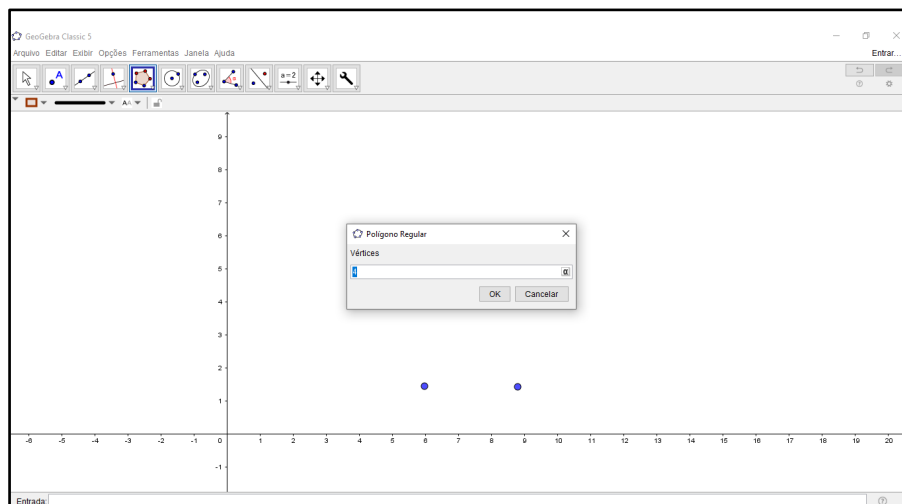 GeoGebra Classic 5
Arquivo Editar Exibir Opções Ferramentas Janela Ajuda
Entrar...
A
a=2
AA
9
8
7
6
5
4
3
2
1
-6 -5 -4 -3 -2 -1 0 1 2 3 4 5 6 7 8 9 10 11 12 13 14 15 16 17 18 19 20
-1
Polígono Regular
Vértices
4
α
OK Cancelar
Entrada: